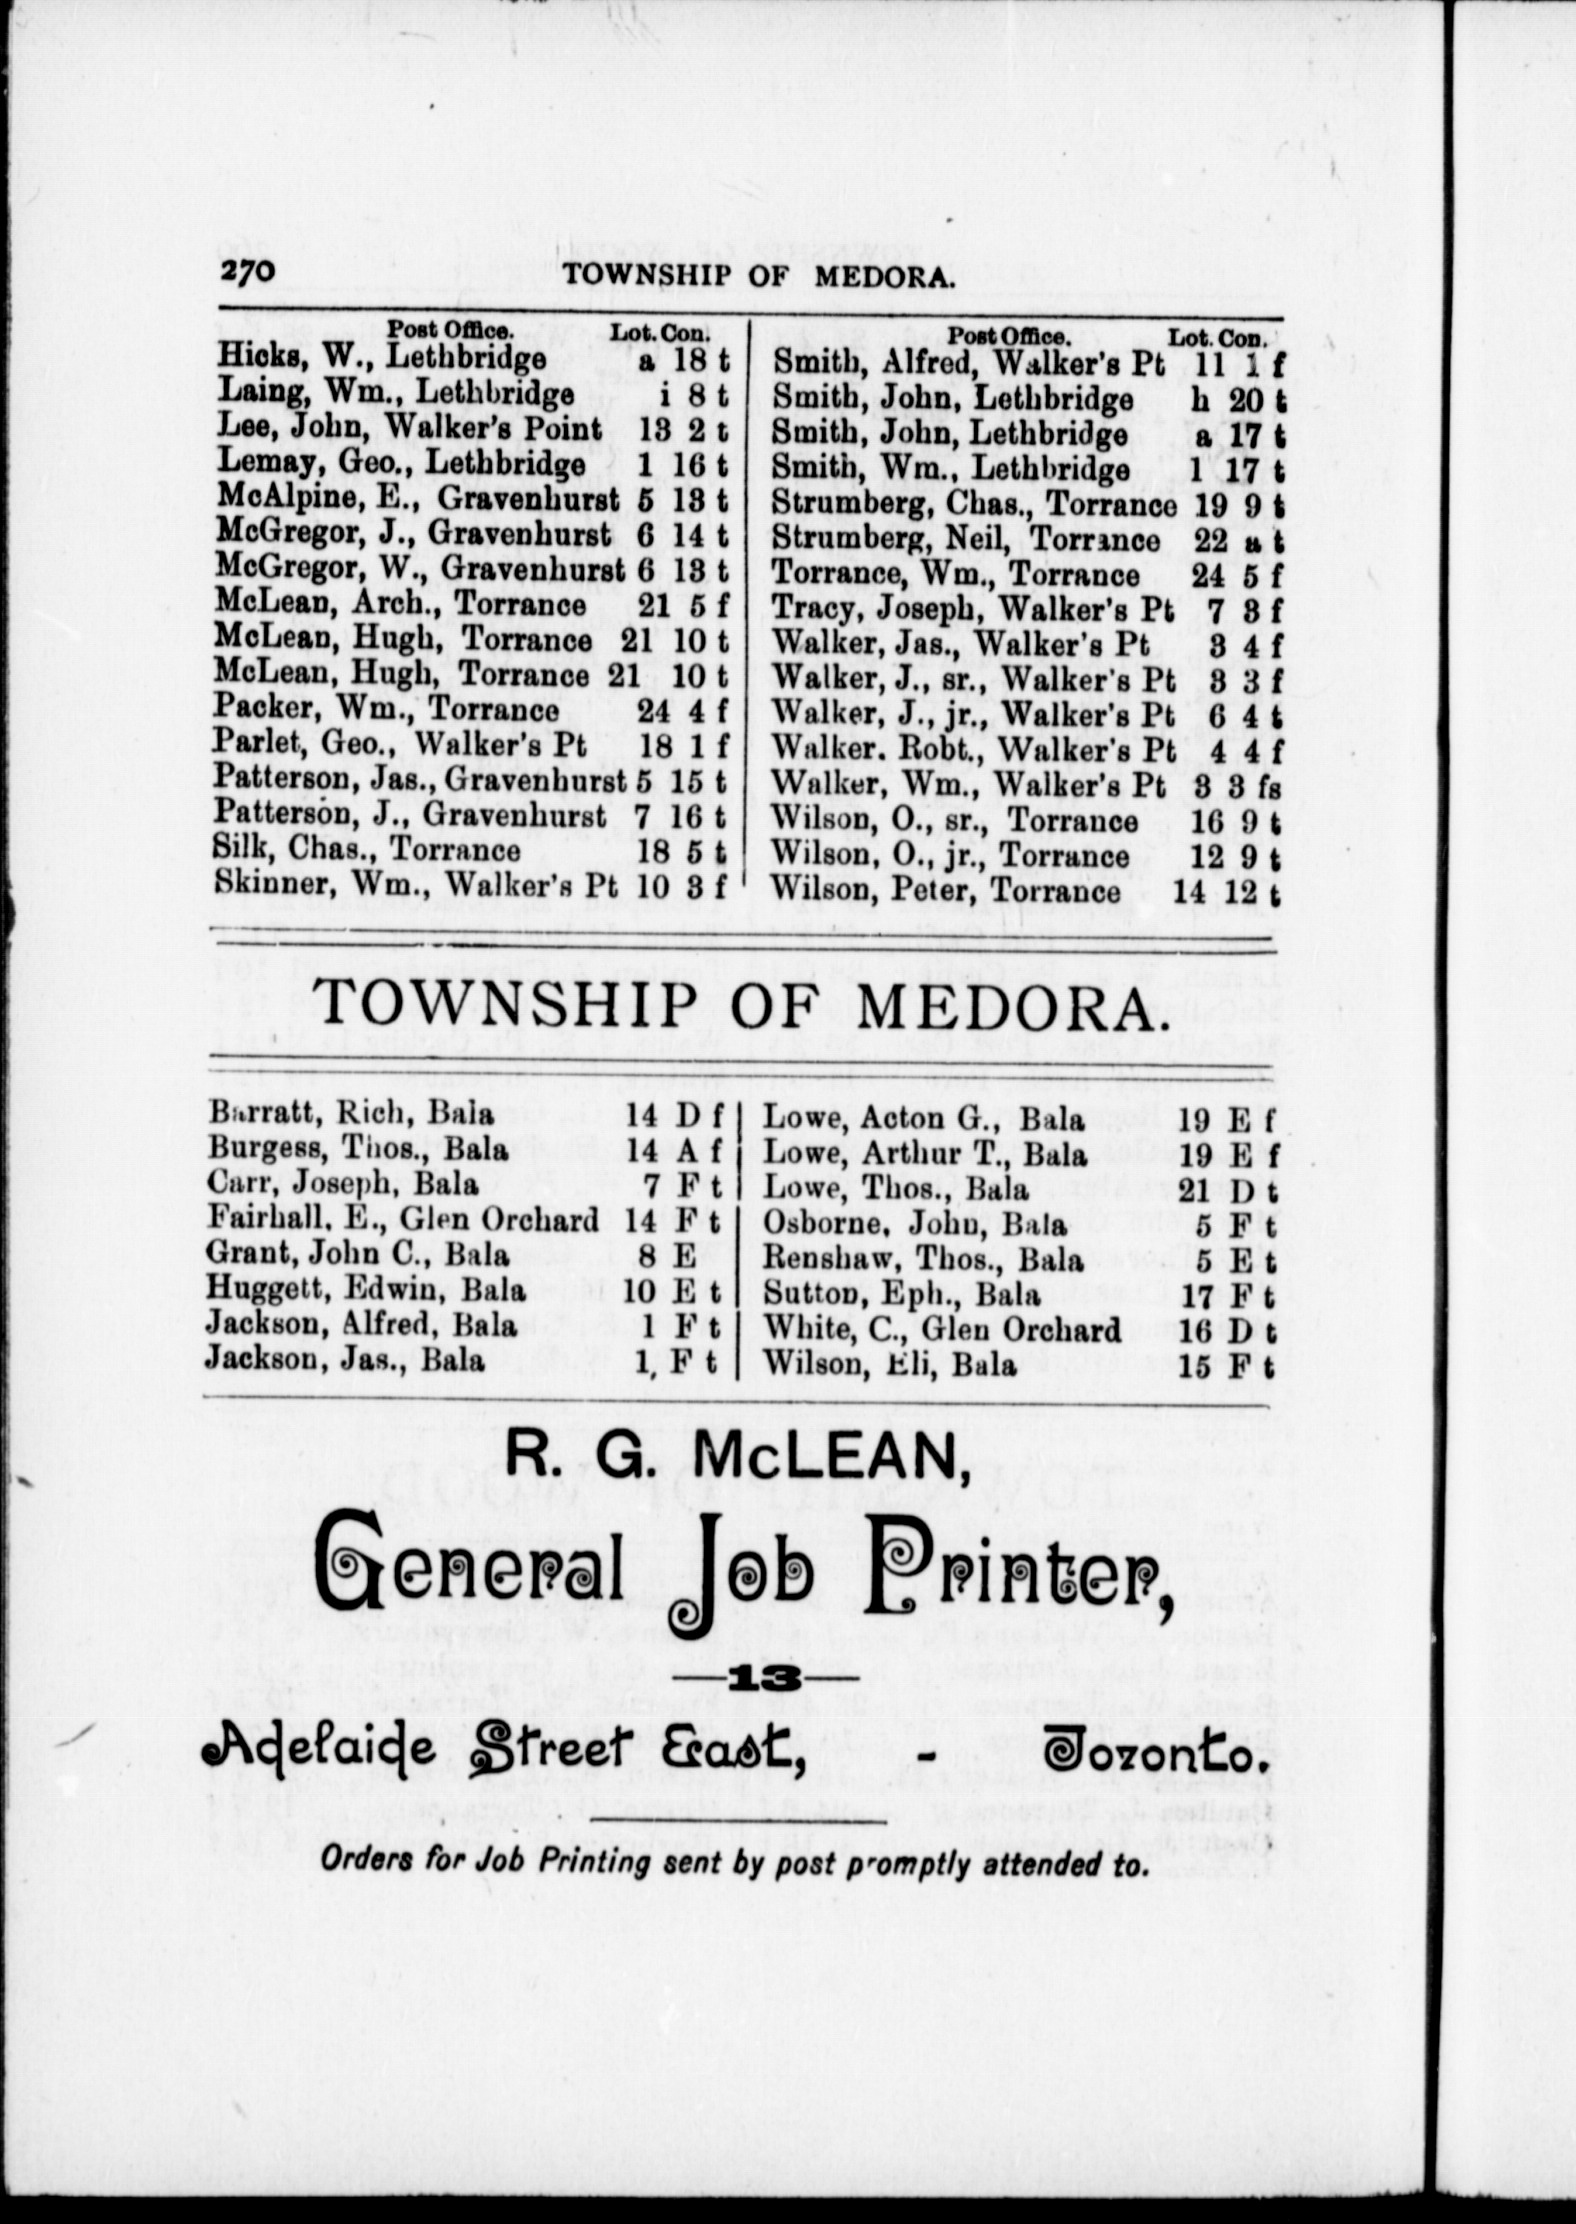 270 TOWNSHIP OF MEDORA.
Post Office. Lot. Con.
Hicks, W., Lethbridge a 18 t
Laing, Wm., Lethbridge i 8 t
Lee, John, Walker's Point 13 2 t
Lemay, Geo., Lethbridge 1 16 t
McAlpine, E., Gravenhurst 5 13 t
McGregor, J., Gravenhurst 6 14 t
McGregor, W., Gravenhurst 6 13 t
McLean, Arch., Torrance 21 5 f
McLean, Hugh, Torrance 21 10 t
McLean, Hugh, Torrance 21 10 t
Packer, Wm., Torrance 24 4 f
Parlet, Geo., Walker's Pt 18 1 f
Patterson, Jas., Gravenhurst 5 15 t
Patterson, J., Gravenhurst 7 16 t
Silk, Chas., Torrance 18 5 t
Skinner, Wm., Walker's Pt 10 3 f
Post Office. Lot. Con.
Smith, Alfred, Walker's Pt 11 1 f
Smith, John, Lethbridge h 20 t
Smith, John, Lethbridge a 17 t
Smith, Wm., Lethbridge 1 17 t
Strumberg, Chas., Torrance 19 9 t
Strumberg, Neil, Torrance 22 a t
Torrance, Wm., Torrance 24 5 f
Tracy, Joseph, Walker's Pt 7 3 f
Walker, Jas., Walker's Pt 3 4 f
Walker, J., sr., Walker's Pt 3 3 f
Walker, J., jr., Walker's Pt 6 4 t
Walker. Robt., Walker's Pt 4 4 f
Walker, Wm., Walker's Pt 3 3 fs
Wilson, O., sr., Torrance 16 9 t
Wilson, O., jr., Torrance 12 9 t
Wilson, Peter, Torrance 14 12 t
TOWNSHIP OF MEDORA.
Barratt, Rich, Bala 14 D f
Burgess, Thos., Bala 14 A f
Carr, Joseph, Bala 7 F t
Fairhall, E., Glen Orchard 14 F t
Grant, John C., Bala 8 E
Huggett, Edwin, Bala 10 E t
Jackson, Alfred, Bala 1 F t
Jackson, Jas., Bala 1, F t
Lowe, Acton G., Bala 19 E f
Lowe, Arthur T., Bala 19 E f
Lowe, Thos., Bala 21 D t
Osborne, John, Bala 5 F t
Renshaw, Thos., Bala 5 E t
Sutton, Eph., Bala 17 F t
White, C., Glen Orchard 16 D t
Wilson, Eli, Bala 15 F t
R. G. McLEAN,
General Job Printer,
—13—
Adelaide Street East, - Toronto.
Orders for Job Printing sent by post promptly attended to.